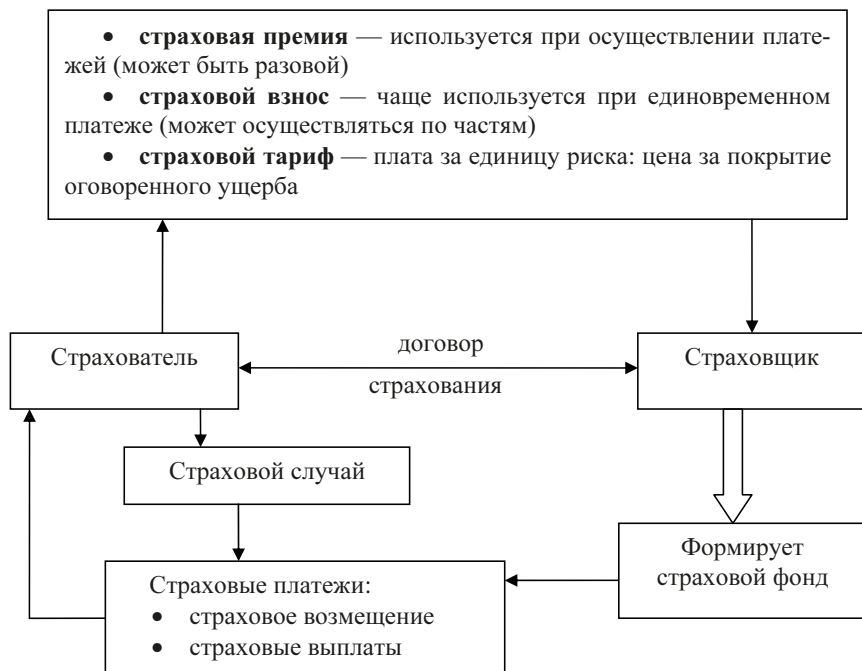 • страховая премия — используется при осуществлении плате-
жей (может быть разовой)
• страховой взнос — чаще используется при единовременном
платеже (может осуществляться по частям)
• страховой тариф — плата за единицу риска: цена за покрытие
оговоренного ущерба
Страхователь
договор
страхования
Страховщик
Страховой случай
Формирует
страховой фонд
Страховые платежи:
• страховое возмещение
• страховые выплаты